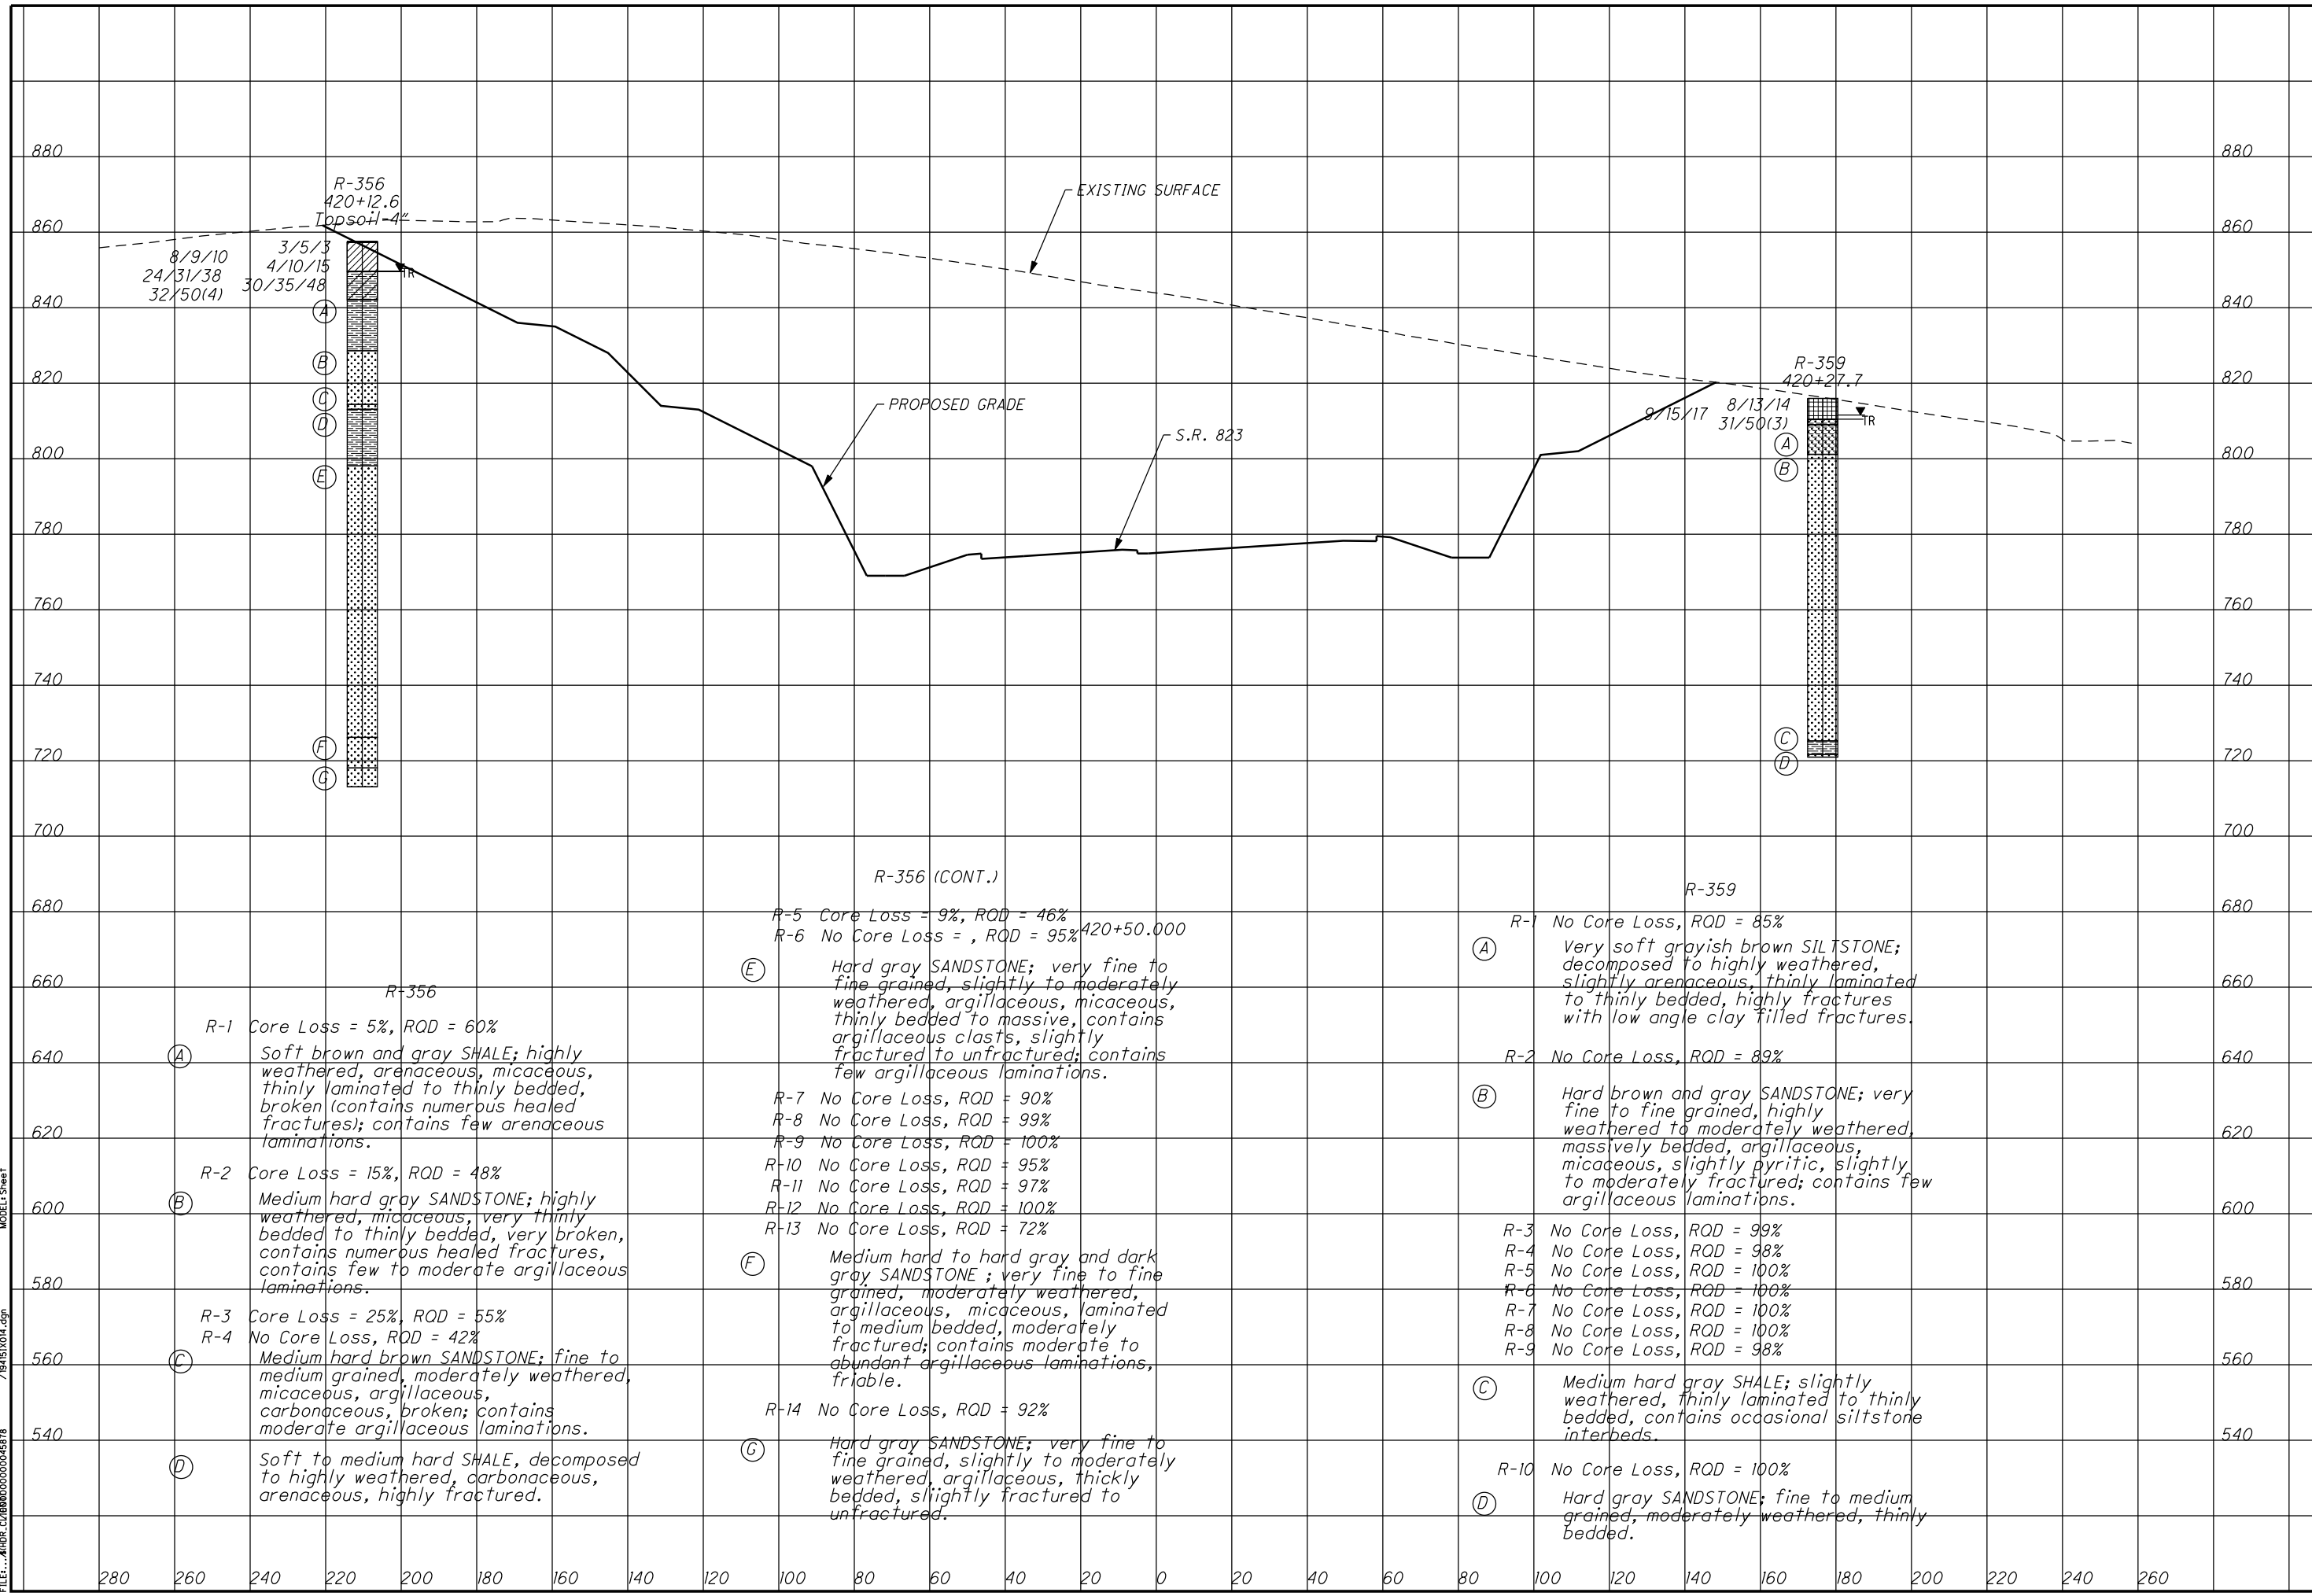 880
880
R-356
420+12.6
Topsoil-4"
EXISTING SURFACE
860
860
8/9/10
3/5/3
24/31/38
4/10/15
32/50(4)
30/35/48
TR
840
840
A
B
R-359
420+27.7
820
820
C
D
PROPOSED GRADE
S.R. 823
9/15/17
8/13/14
31/50(3)
TR
A
800
800
E
B
780
780
760
760
740
740
F
C
720
720
G
D
700
700
680
680
660
660
640
640
620
620
600
600
580
580
560
560
540
540
R-356
R-1 Core Loss = 5%, RQD = 60%
A Soft brown and gray SHALE; highly
weathered, arenaceous, micaceous,
thinly laminated to thinly bedded,
broken (contains numerous healed
fractures); contains few arenaceous
laminations.
R-2 Core Loss = 15%, RQD = 48%
B Medium hard gray SANDSTONE; highly
weathered, micaceous, very thinly
bedded to thinly bedded, very broken,
contains numerous healed fractures,
contains few to moderate argillaceous
laminations.
R-3 Core Loss = 25%, RQD = 55%
R-4 No Core Loss, RQD = 42%
C Medium hard brown SANDSTONE; fine to
medium grained, moderately weathered,
micaceous, argillaceous,
carbonaceous, broken; contains
moderate argillaceous laminations.
D Soft to medium hard SHALE, decomposed
to highly weathered, carbonaceous,
arenaceous, highly fractured.
R-356 (CONT.)
R-5 Core Loss = 9%, RQD = 46%
R-6 No Core Loss = , RQD = 95%
420+50.000
E Hard gray SANDSTONE; very fine to
fine grained, slightly to moderately
weathered, argillaceous, micaceous,
thinly bedded to massive, contains
argillaceous clasts, slightly
fractured to unfractured; contains
few argillaceous laminations.
R-7 No Core Loss, RQD = 90%
R-8 No Core Loss, RQD = 99%
R-9 No Core Loss, RQD = 100%
R-10 No Core Loss, RQD = 95%
R-11 No Core Loss, RQD = 97%
R-12 No Core Loss, RQD = 100%
R-13 No Core Loss, RQD = 72%
F Medium hard to hard gray and dark
gray SANDSTONE ; very fine to fine
grained, moderately weathered,
argillaceous, micaceous, laminated
to medium bedded, moderately
fractured; contains moderate to
abundant argillaceous laminations,
friable.
R-14 No Core Loss, RQD = 92%
G Hard gray SANDSTONE; very fine to
fine grained, slightly to moderately
weathered, argillaceous, thickly
bedded, sliightly fractured to
unfractured.
R-359
R-1 No Core Loss, RQD = 85%
A Very soft grayish brown SILTSTONE;
decomposed to highly weathered,
slightly arenaceous, thinly laminated
to thinly bedded, highly fractures
with low angle clay filled fractures.
R-2 No Core Loss, RQD = 89%
B Hard brown and gray SANDSTONE; very
fine to fine grained, highly
weathered to moderately weathered,
massively bedded, argillaceous,
micaceous, slightly pyritic, slightly
to moderately fractured; contains few
argillaceous laminations.
R-3 No Core Loss, RQD = 99%
R-4 No Core Loss, RQD = 98%
R-5 No Core Loss, RQD = 100%
R-6 No Core Loss, RQD = 100%
R-7 No Core Loss, RQD = 100%
R-8 No Core Loss, RQD = 100%
R-9 No Core Loss, RQD = 98%
C Medium hard gray SHALE; slightly
weathered, thinly laminated to thinly
bedded, contains occasional siltstone
interbeds.
R-10 No Core Loss, RQD = 100%
D Hard gray SANDSTONE; fine to medium
grained, moderately weathered, thinly
bedded.
280 260 240 220 200 180 160 140 120 100 80 60 40 20 0 20 40 60 80 100 120 140 160 180 200 220 240 260
MODEL: Sheet